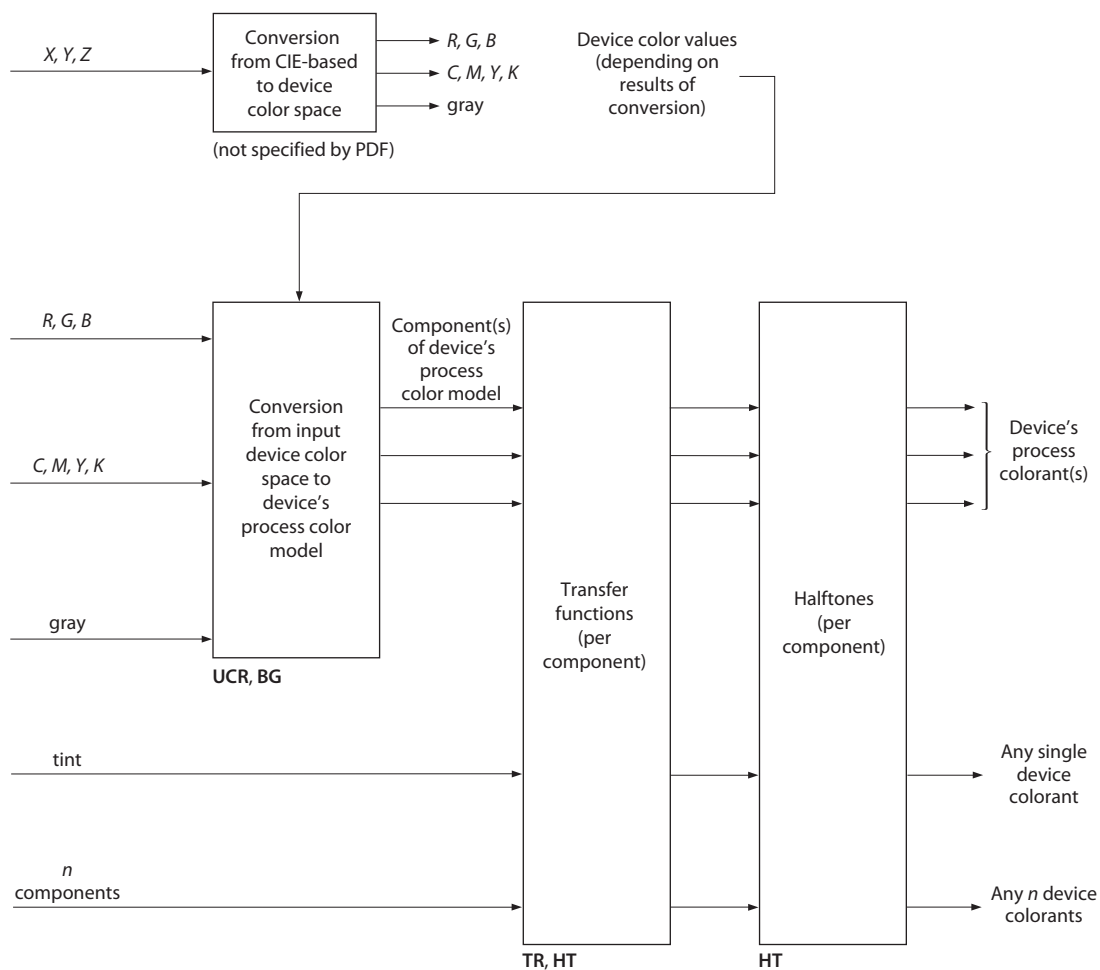 X, Y, Z
Conversion
from CIE-based
to device
color space
(not specified by PDF)
R, G, B
C, M, Y, K
gray
Device color values
(depending on
results of
conversion)
R, G, B
C, M, Y, K
gray
Conversion
from input
device color
space to
device's
process color
model
UCR, BG
Component(s)
of device's
process
color model
Transfer
functions
(per
component)
Halftones
(per
component)
Device's
process
colorant(s)
tint
Any single
device
colorant
n
components
Any n device
colorants
TR, HT
HT